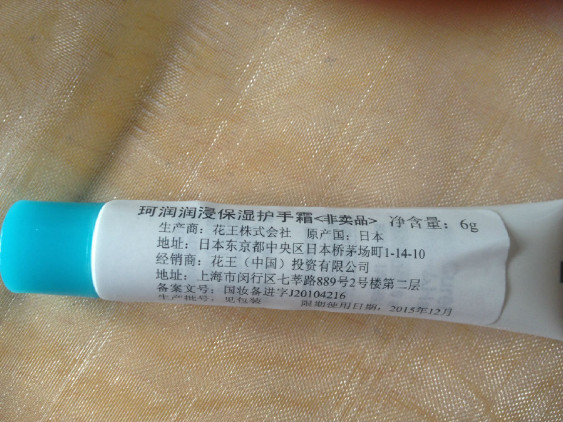 珂润润浸保湿护手霜<非卖品> 净含量：6g
生产商：花王株式会社 原产国：日本
地址：日本东京都中央区日本桥茅场町1-14-10
经销商：花王（中国）投资有限公司
地址：上海市闵行区七莘路889号2号楼第二层
备案文号：国妆备进字J20104216
生产批号：见包装 限期使用日期：2015年12月